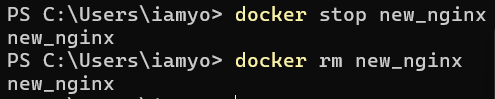 PS C:\Users\iamyo> docker stop new_nginx
new_nginx
PS C:\Users\iamyo> docker rm new_nginx
new_nginx